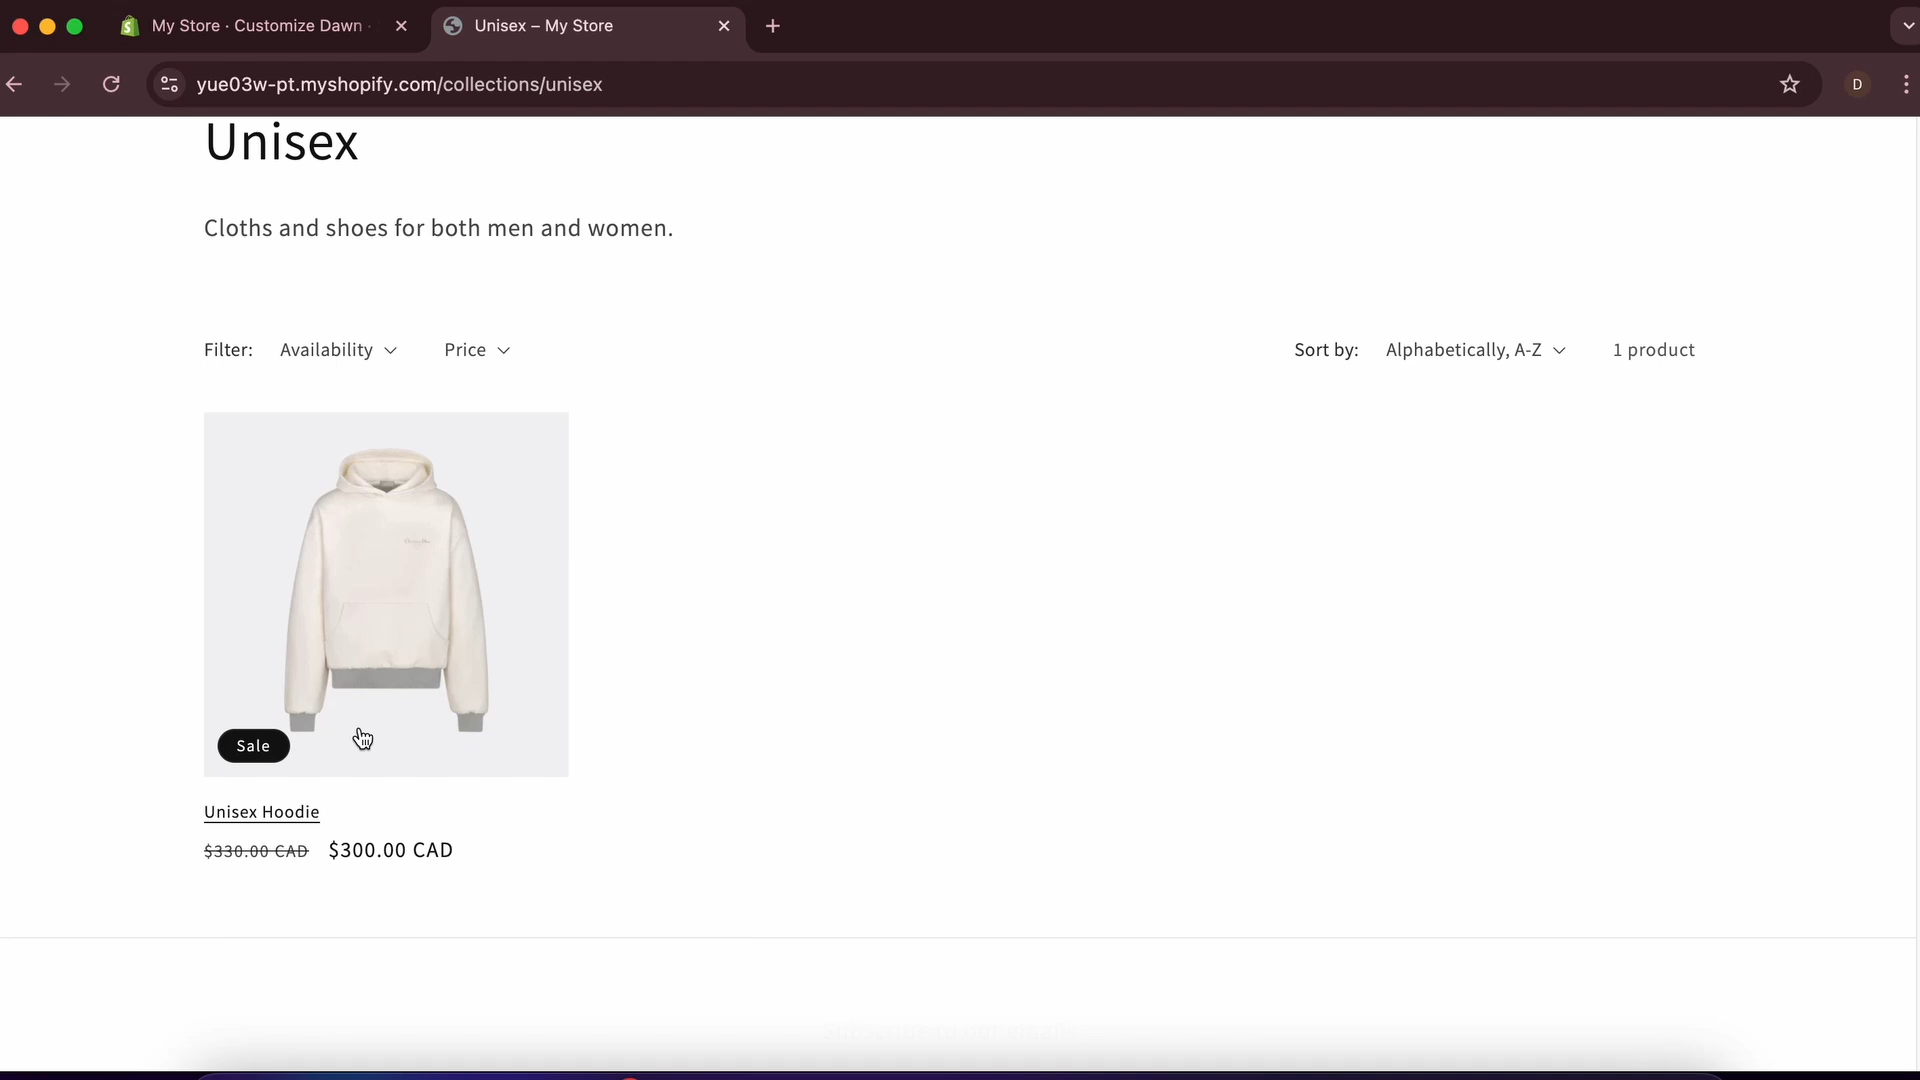 My Store · Customize Dawn ·
Unisex – My Store
yue03w-pt.myshopify.com/collections/unisex
D
Unisex
Cloths and shoes for both men and women.
Filter: Availability Price Sort by: Alphabetically, A-Z 1 product
Sale
Unisex Hoodie
$330.00 CAD $300.00 CAD